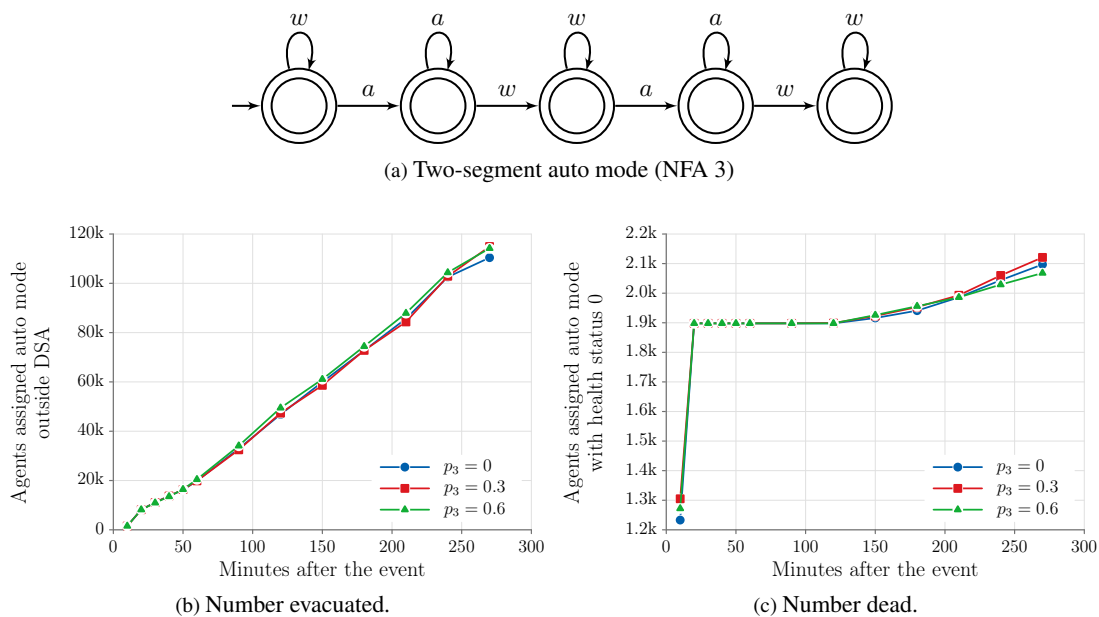 w a w a w
a w a w
(a) Two-segment auto mode (NFA 3)
Agents assigned auto mode
outside DSA
120k
100k
80k
60k
40k
20k
0
0 50 100 150 200 250 300
p3 = 0
p3 = 0.3
p3 = 0.6
Minutes after the event
(b) Number evacuated.
Agents assigned auto mode
with health status 0
2.2k
2.1k
2.0k
1.9k
1.8k
1.7k
1.6k
1.5k
1.4k
1.3k
1.2k
0 50 100 150 200 250 300
p3 = 0
p3 = 0.3
p3 = 0.6
Minutes after the event
(c) Number dead.